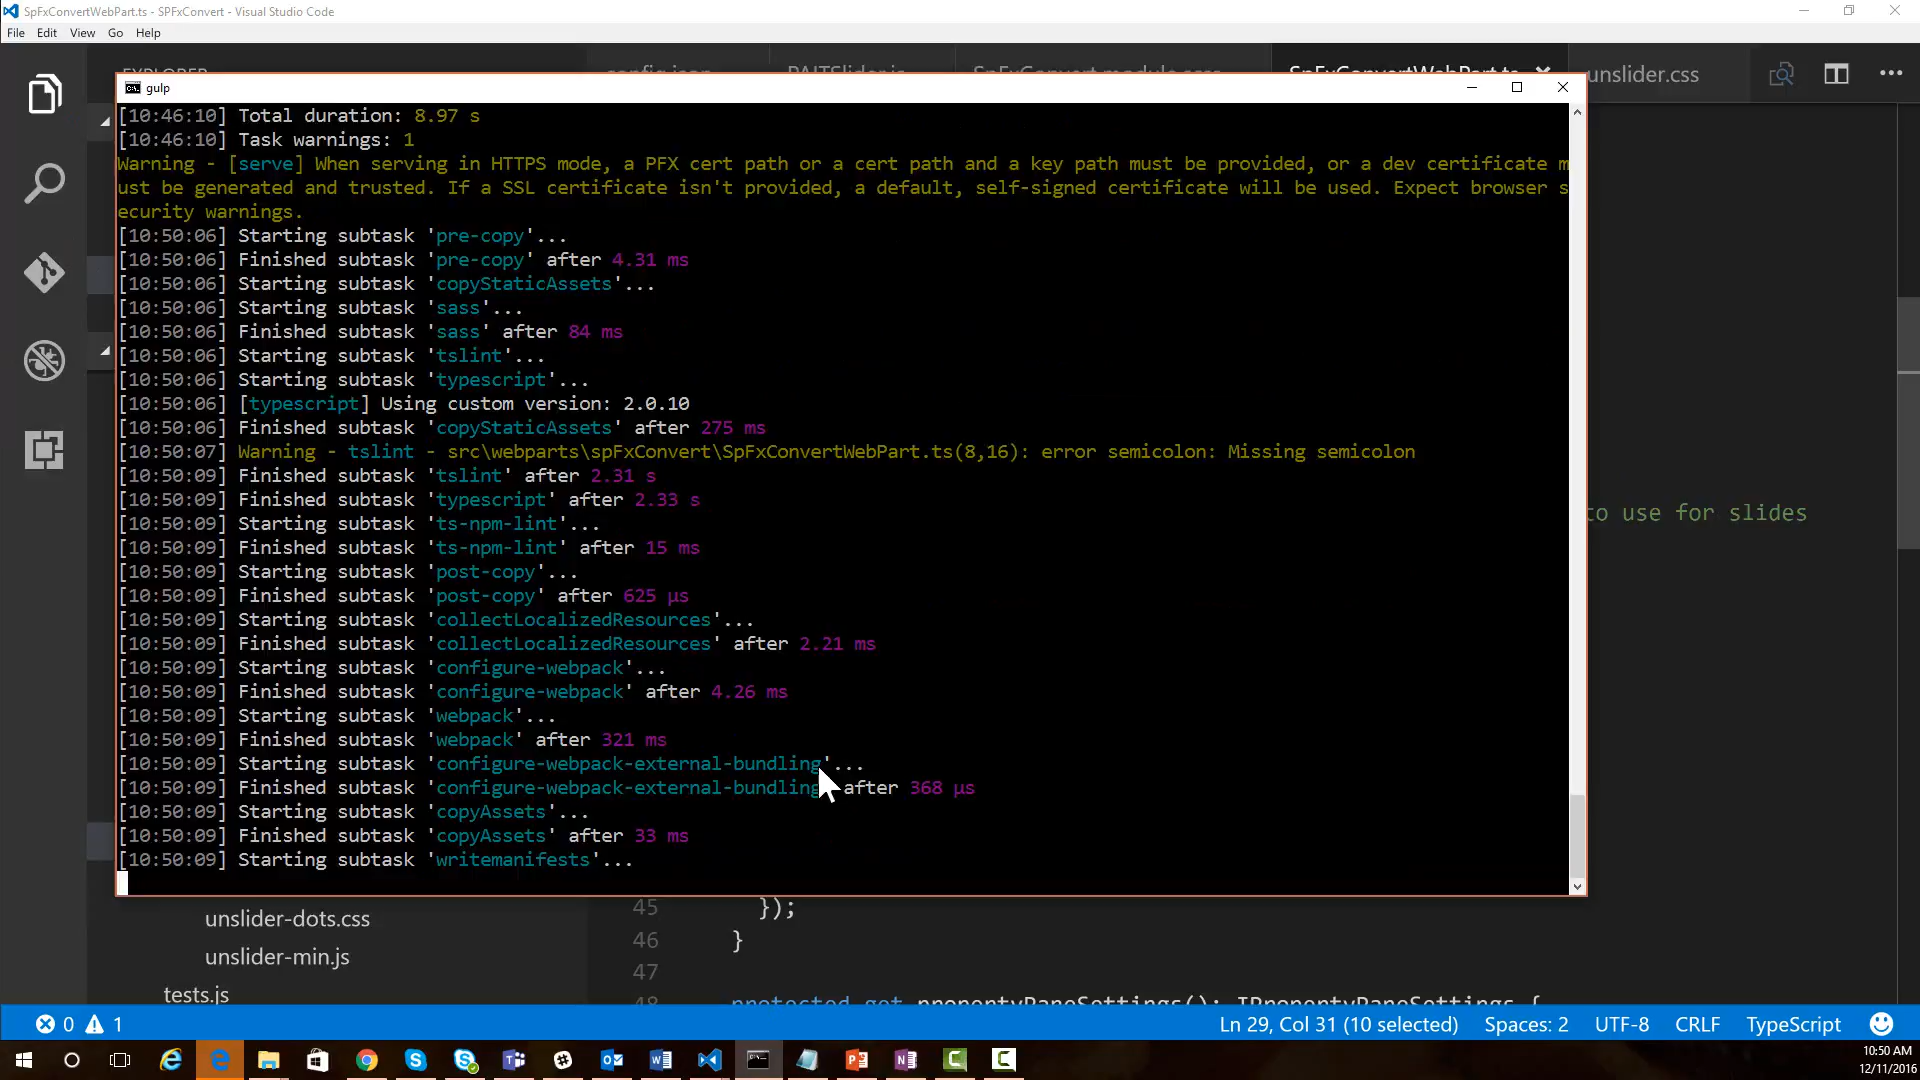 SpFxConvertWebPart.ts - SPFxConvert - Visual Studio Code
File Edit View Go Help
EXPLORER config.json PAITSlider.js SpFxConvert.module.scss SpFxConvertWebPart.ts unslider.css
gulp
[10:46:10] Total duration: 8.97 s
[10:46:10] Task warnings: 1
Warning - [serve] When serving in HTTPS mode, a PFX cert path or a cert path and a key path must be provided, or a dev certificate m
ust be generated and trusted. If a SSL certificate isn't provided, a default, self-signed certificate will be used. Expect browser s
ecurity warnings.
[10:50:06] Starting subtask 'pre-copy'...
[10:50:06] Finished subtask 'pre-copy' after 4.31 ms
[10:50:06] Starting subtask 'copyStaticAssets'...
[10:50:06] Starting subtask 'sass'...
[10:50:06] Finished subtask 'sass' after 84 ms
[10:50:06] Starting subtask 'tslint'...
[10:50:06] Starting subtask 'typescript'...
[10:50:06] [typescript] Using custom version: 2.0.10
[10:50:06] Finished subtask 'copyStaticAssets' after 275 ms
[10:50:07] Warning - tslint - src\webparts\spFxConvert\SpFxConvertWebPart.ts(8,16): error semicolon: Missing semicolon
[10:50:09] Finished subtask 'tslint' after 2.31 s
[10:50:09] Finished subtask 'typescript' after 2.33 s
[10:50:09] Starting subtask 'ts-npm-lint'...
[10:50:09] Finished subtask 'ts-npm-lint' after 15 ms
to use for slides
[10:50:09] Starting subtask 'post-copy'...
[10:50:09] Finished subtask 'post-copy' after 625 µs
[10:50:09] Starting subtask 'collectLocalizedResources'...
[10:50:09] Finished subtask 'collectLocalizedResources' after 2.21 ms
[10:50:09] Starting subtask 'configure-webpack'...
[10:50:09] Finished subtask 'configure-webpack' after 4.26 ms
[10:50:09] Starting subtask 'webpack'...
[10:50:09] Finished subtask 'webpack' after 321 ms
[10:50:09] Starting subtask 'configure-webpack-external-bundling'...
[10:50:09] Finished subtask 'configure-webpack-external-bundling' after 368 µs
[10:50:09] Starting subtask 'copyAssets'...
[10:50:09] Finished subtask 'copyAssets' after 33 ms
[10:50:09] Starting subtask 'writemanifests'...
unslider-dots.css
unslider-min.js
tests.js
45 });
46 }
47
48 protected get propertyPaneSettings(): IPropertyPaneSettings {
0 1 Ln 29, Col 31 (10 selected) Spaces: 2 UTF-8 CRLF TypeScript
10:50 AM
12/11/2016